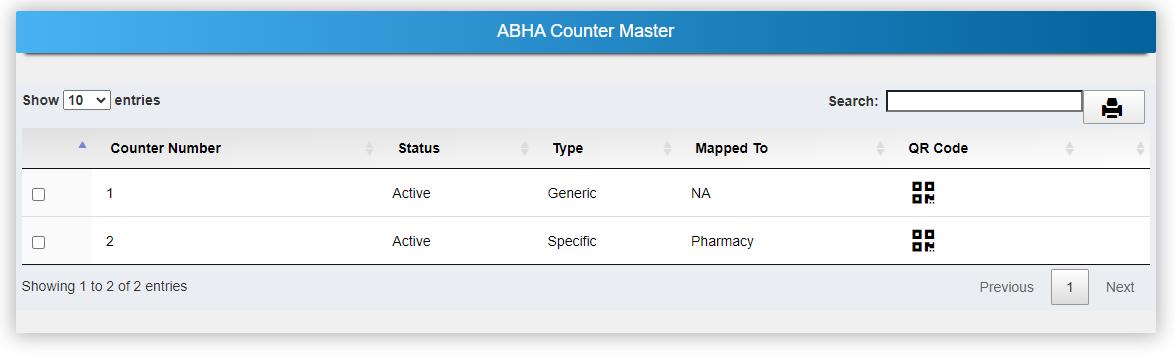 ABHA Counter Master
Show 10 entries Search:
Counter Number Status Type Mapped To QR Code
1 Active Generic NA
2 Active Specific Pharmacy
Showing 1 to 2 of 2 entries Previous 1 Next